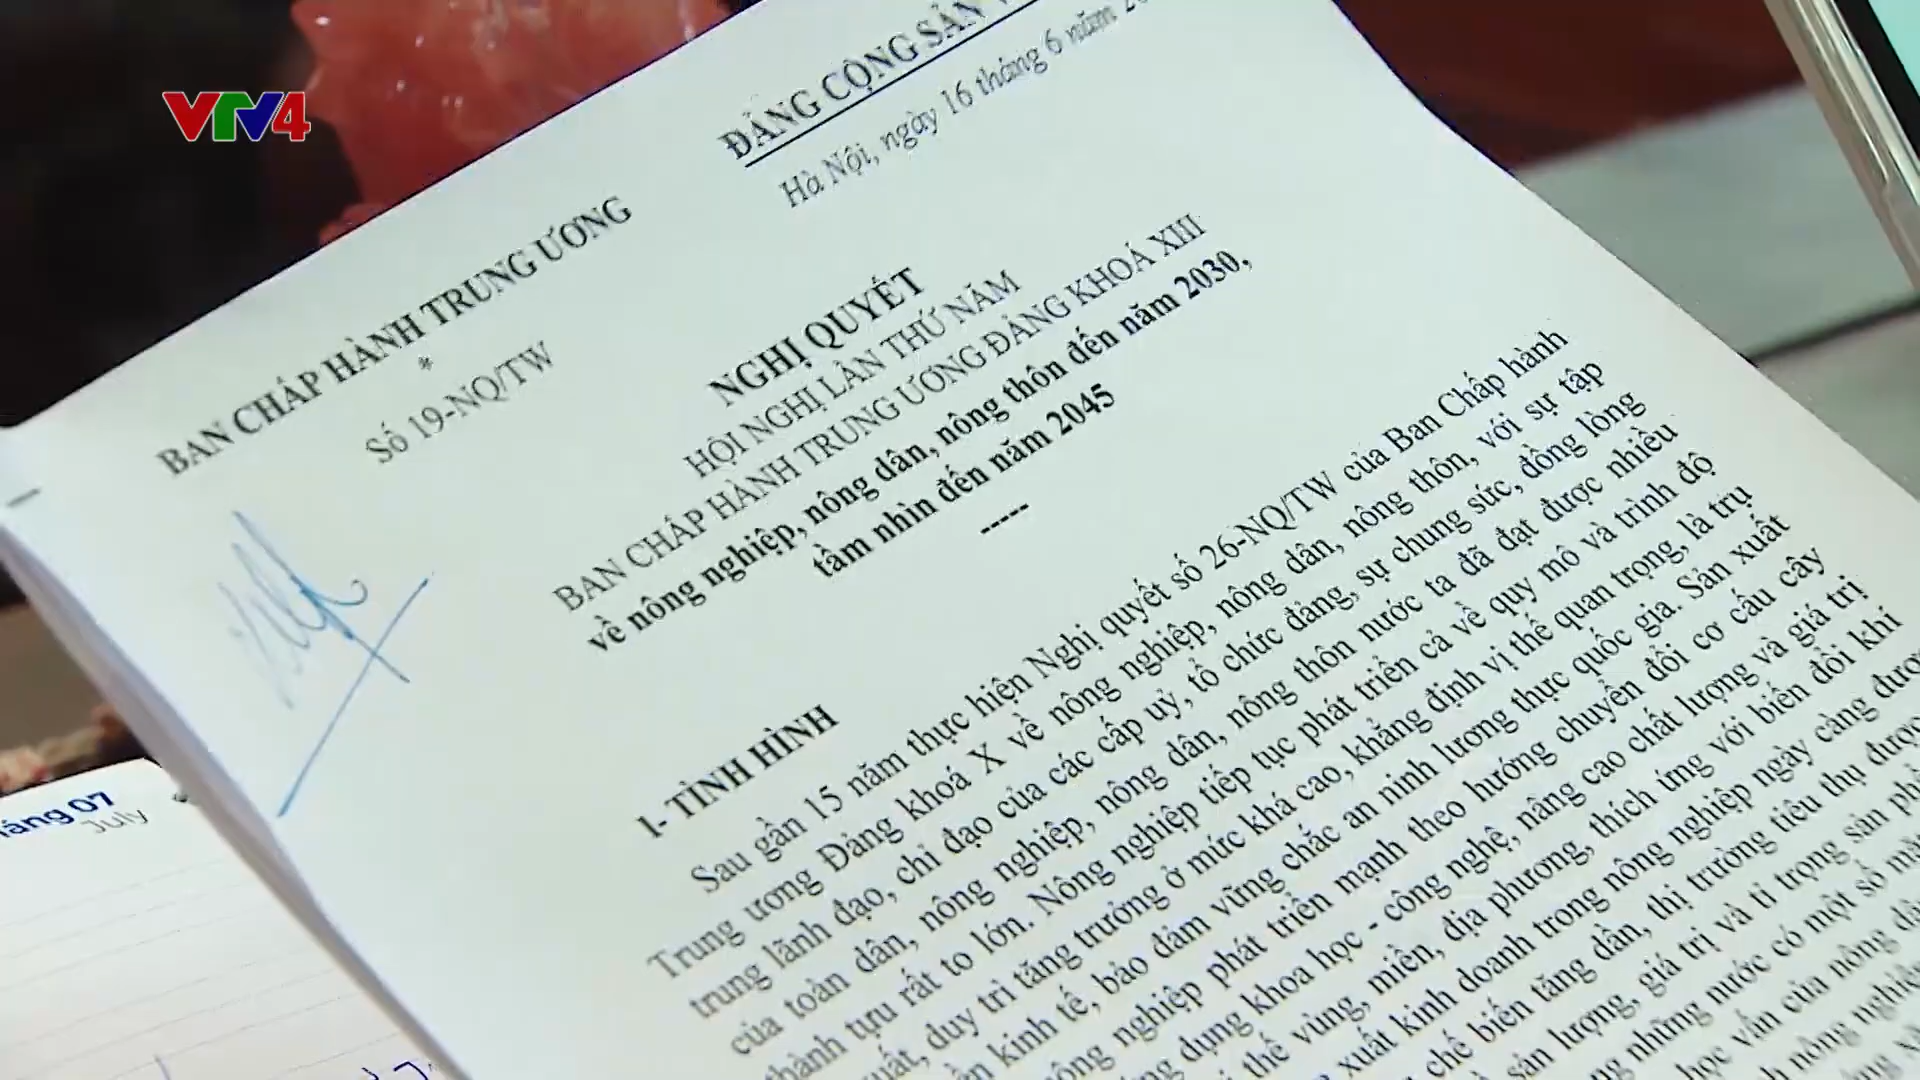 VTV4
BAN CHẤP HÀNH TRUNG ƯƠNG
*
Số 19-NQ/TW
ĐẢNG CỘNG SẢN
Hà Nội, ngày 16 tháng 6 năm
NGHỊ QUYẾT
HỘI NGHỊ LẦN THỨ NĂM
BAN CHẤP HÀNH TRUNG ƯƠNG ĐẢNG KHOÁ XIII
về nông nghiệp, nông dân, nông thôn đến năm 2030,
tầm nhìn đến năm 2045
-----
I- TÌNH HÌNH
Sau gần 15 năm thực hiện Nghị quyết số 26-NQ/TW của Ban Chấp hành
Trung ương Đảng khoá X về nông nghiệp, nông dân, nông thôn, với sự tập
trung lãnh đạo, chỉ đạo của các cấp uỷ, tổ chức đảng, sự chung sức, đồng lòng
của toàn dân, nông nghiệp, nông dân, nông thôn nước ta đã đạt được nhiều
thành tựu rất to lớn. Nông nghiệp tiếp tục phát triển cả về quy mô và trình độ
xuất, duy trì tăng trưởng ở mức khá cao, khẳng định vị thế quan trọng, là trụ
kinh tế, bảo đảm vững chắc an ninh lương thực quốc gia. Sản xuất
nông nghiệp phát triển mạnh theo hướng chuyển đổi cơ cấu cây
dụng khoa học - công nghệ, nâng cao chất lượng và giá trị
thế vùng, miền, địa phương, thích ứng với biến đổi khí
xuất kinh doanh trong nông nghiệp ngày càng được
chế biến tăng dần, thị trường tiêu thụ được
sản lượng, giá trị và tỉ trọng sản
những nước có một số mặt
học vấn của nông
nông nghiệp
tháng 07
July